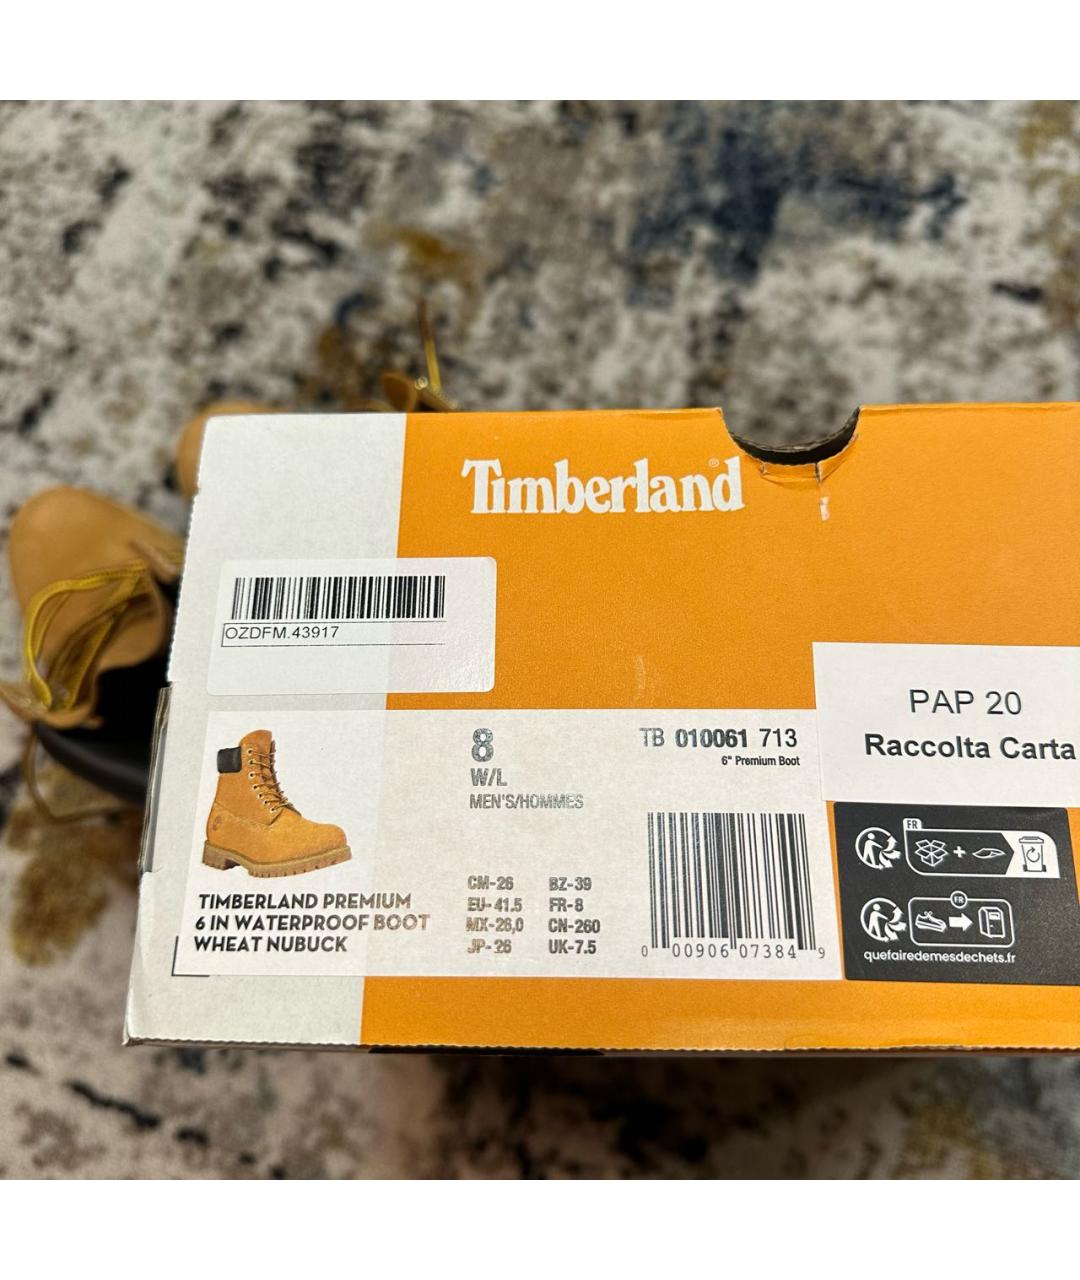 Timberland®
OZDFM.43917
PAP 20
Raccolta Carta
8
W/L
MEN'S/HOMMES
TB 010061 713
6" Premium Boot
TIMBERLAND PREMIUM
6 IN WATERPROOF BOOT
WHEAT NUBUCK
CM-26 BZ-39
EU-41.5 FR-8
MX-26,0 CN-260
JP-26 UK-7.5
0 00906 07384 9
FR
FR
quefairedemesdechets.fr